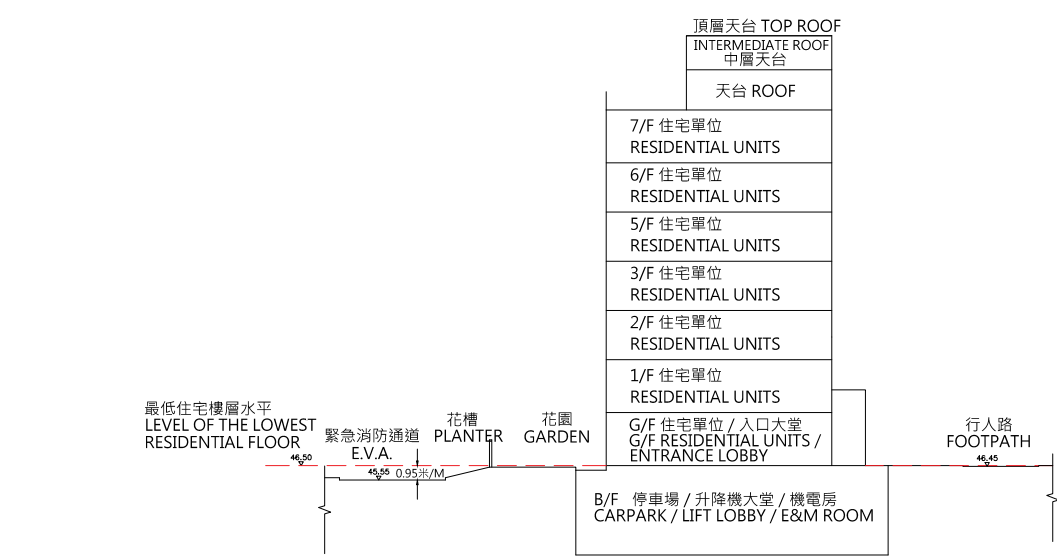 頂層天台 TOP ROOF
INTERMEDIATE ROOF
中層天台
天台 ROOF
7/F 住宅單位
RESIDENTIAL UNITS
6/F 住宅單位
RESIDENTIAL UNITS
5/F 住宅單位
RESIDENTIAL UNITS
3/F 住宅單位
RESIDENTIAL UNITS
2/F 住宅單位
RESIDENTIAL UNITS
1/F 住宅單位
RESIDENTIAL UNITS
G/F 住宅單位 / 入口大堂
G/F RESIDENTIAL UNITS /
ENTRANCE LOBBY
最低住宅樓層水平
LEVEL OF THE LOWEST
RESIDENTIAL FLOOR
46.50
緊急消防通道
E.V.A.
45.55
0.95米/M
花槽
PLANTER
花園
GARDEN
行人路
FOOTPATH
46.45
B/F 停車場 / 升降機大堂 / 機電房
CARPARK / LIFT LOBBY / E&M ROOM